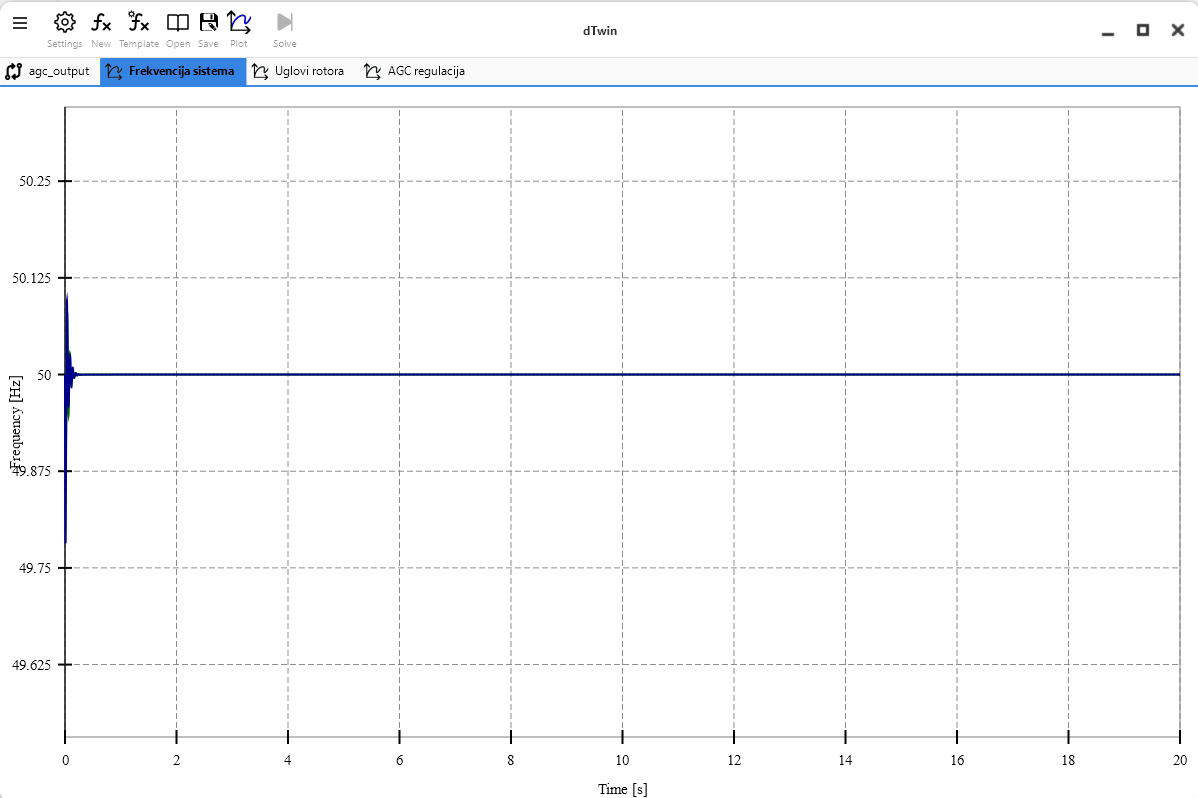 dTwin
Settings New Template Open Save Plot Solve
agc_output Frekvencija sistema Uglovi rotora AGC regulacija
50.25
50.125
50
49.875
49.75
49.625
Frequency [Hz]
0 2 4 6 8 10 12 14 16 18 20
Time [s]